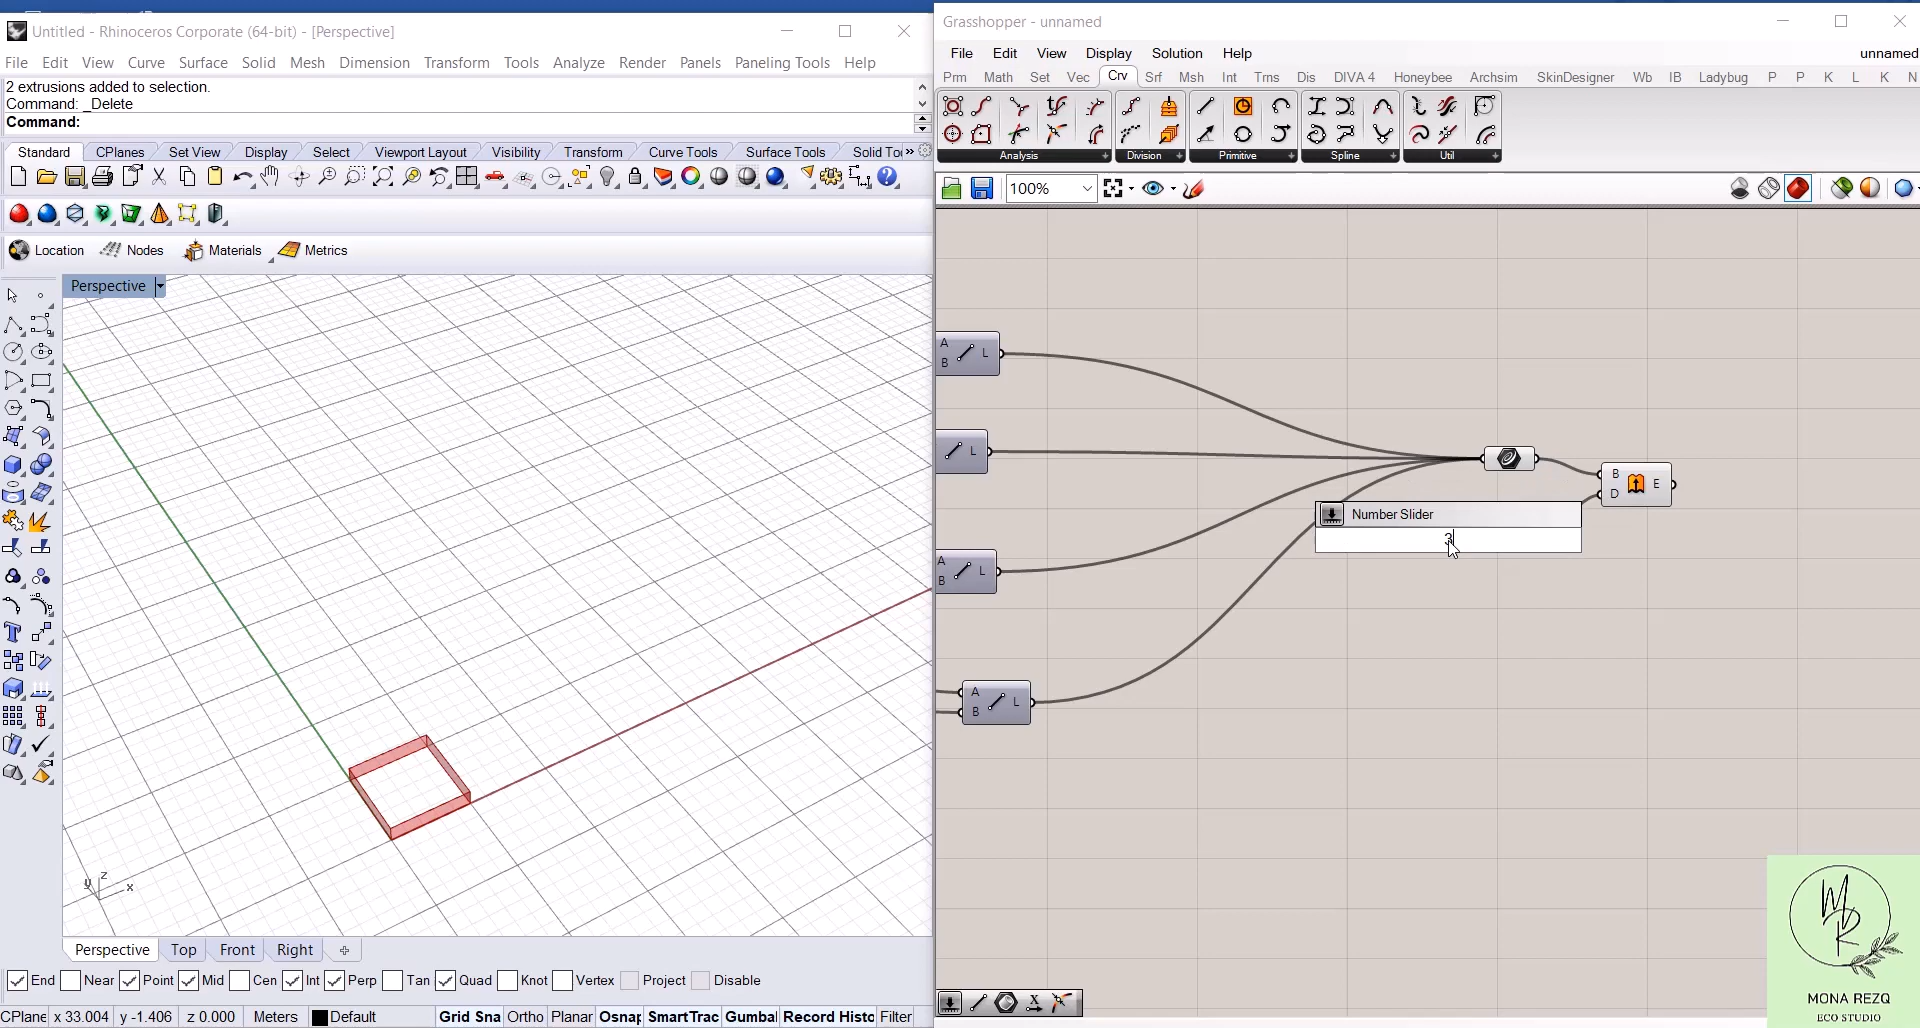 Untitled - Rhinoceros Corporate (64-bit) - [Perspective]
File Edit View Curve Surface Solid Mesh Dimension Transform Tools Analyze Render Panels Paneling Tools Help
2 extrusions added to selection.
Command: _Delete
Command:
Standard CPlanes Set View Display Select Viewport Layout Visibility Transform Curve Tools Surface Tools Solid To »
Location Nodes Materials Metrics
Perspective
z
y x
Perspective Top Front Right
End Near Point Mid Cen Int Perp Tan Quad Knot Vertex Project Disable
CPlane x 33.004 y -1.406 z 0.000 Meters Default Grid Sna Ortho Planar Osnap SmartTrac Gumbal Record Histo Filter
Grasshopper - unnamed
File Edit View Display Solution Help unnamed
Prm Math Set Vec Crv Srf Msh Int Trns Dis DIVA 4 Honeybee Archsim SkinDesigner Wb IB Ladybug P P K L K N
Analysis Division Primitive Spline Util
100%
A
B L
L
A
B L
A
B L
B
D E
Number Slider
3
MR
MONA REZQ
ECO STUDIO